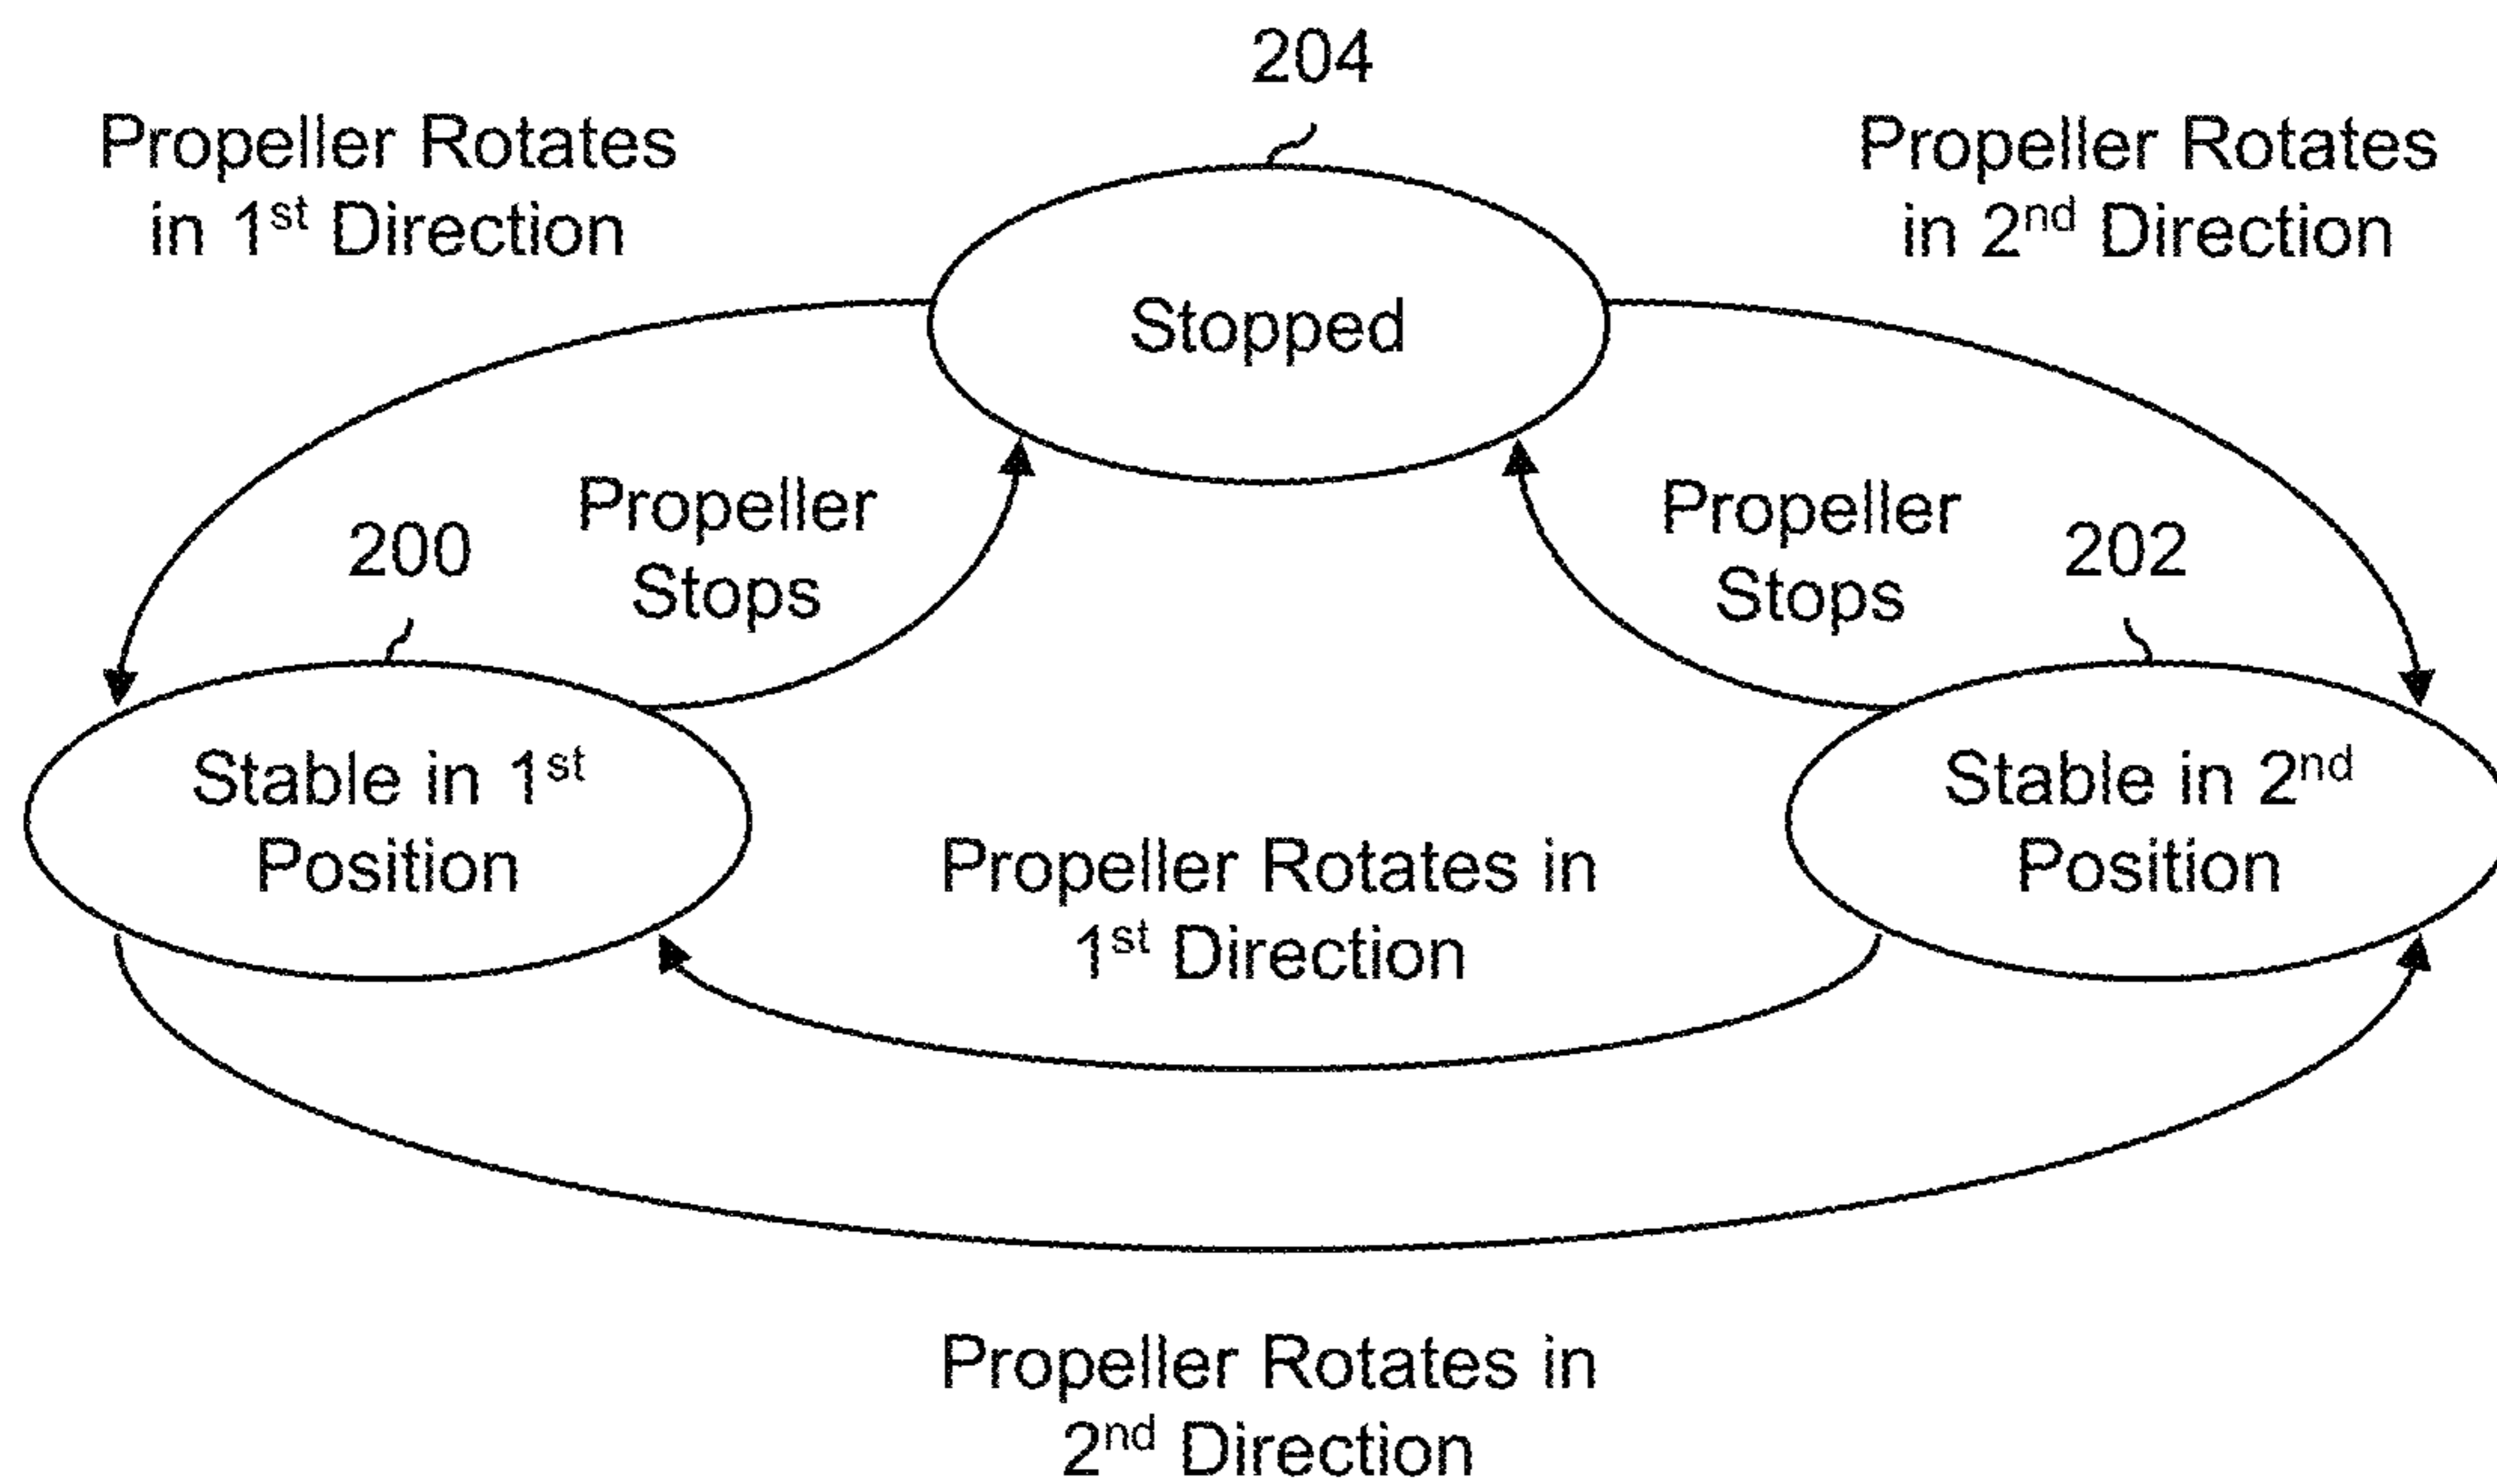 204
Propeller Rotates
in 1st Direction
Propeller Rotates
in 2nd Direction
Stopped
Propeller
Stops
Propeller
Stops
200
202
Stable in 1st
Position
Stable in 2nd
Position
Propeller Rotates in
1st Direction
Propeller Rotates in
2nd Direction